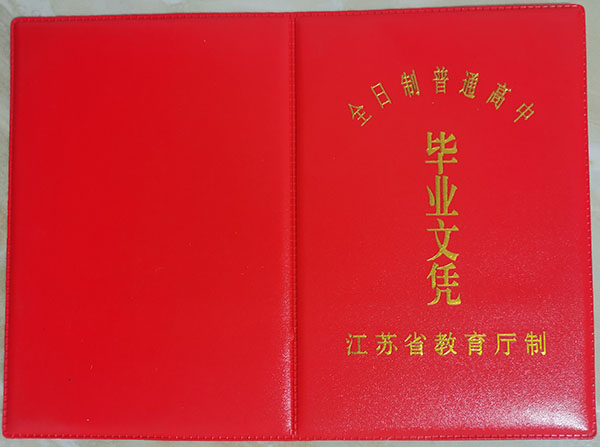 全日制普通高中
毕业文凭
江苏省教育厅制